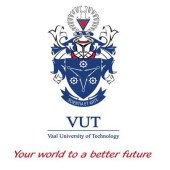 VUT
Vaal University of Technology
Your world to a better future